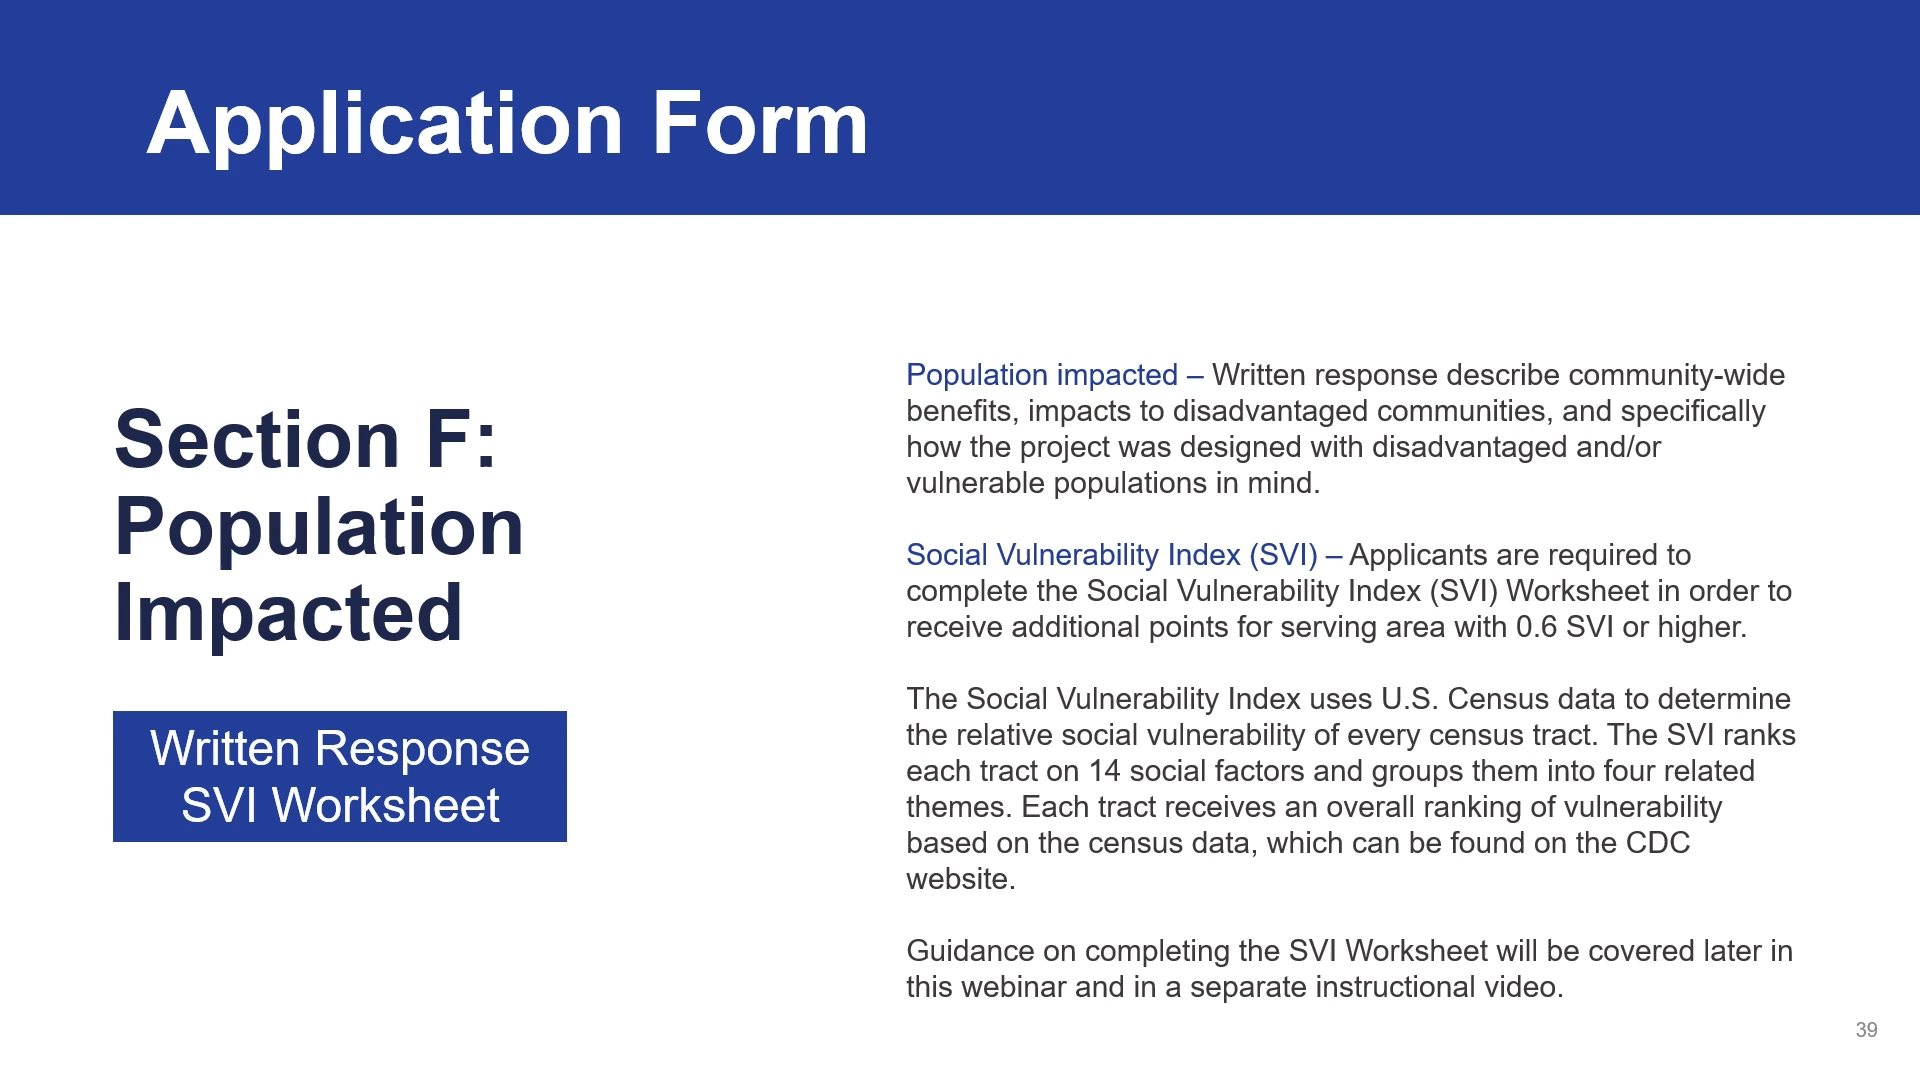 Application Form
Section F:
Population
Impacted
Written Response
SVI Worksheet
Population impacted – Written response describe community-wide
benefits, impacts to disadvantaged communities, and specifically
how the project was designed with disadvantaged and/or
vulnerable populations in mind.
Social Vulnerability Index (SVI) – Applicants are required to
complete the Social Vulnerability Index (SVI) Worksheet in order to
receive additional points for serving area with 0.6 SVI or higher.
The Social Vulnerability Index uses U.S. Census data to determine
the relative social vulnerability of every census tract. The SVI ranks
each tract on 14 social factors and groups them into four related
themes. Each tract receives an overall ranking of vulnerability
based on the census data, which can be found on the CDC
website.
Guidance on completing the SVI Worksheet will be covered later in
this webinar and in a separate instructional video.
39